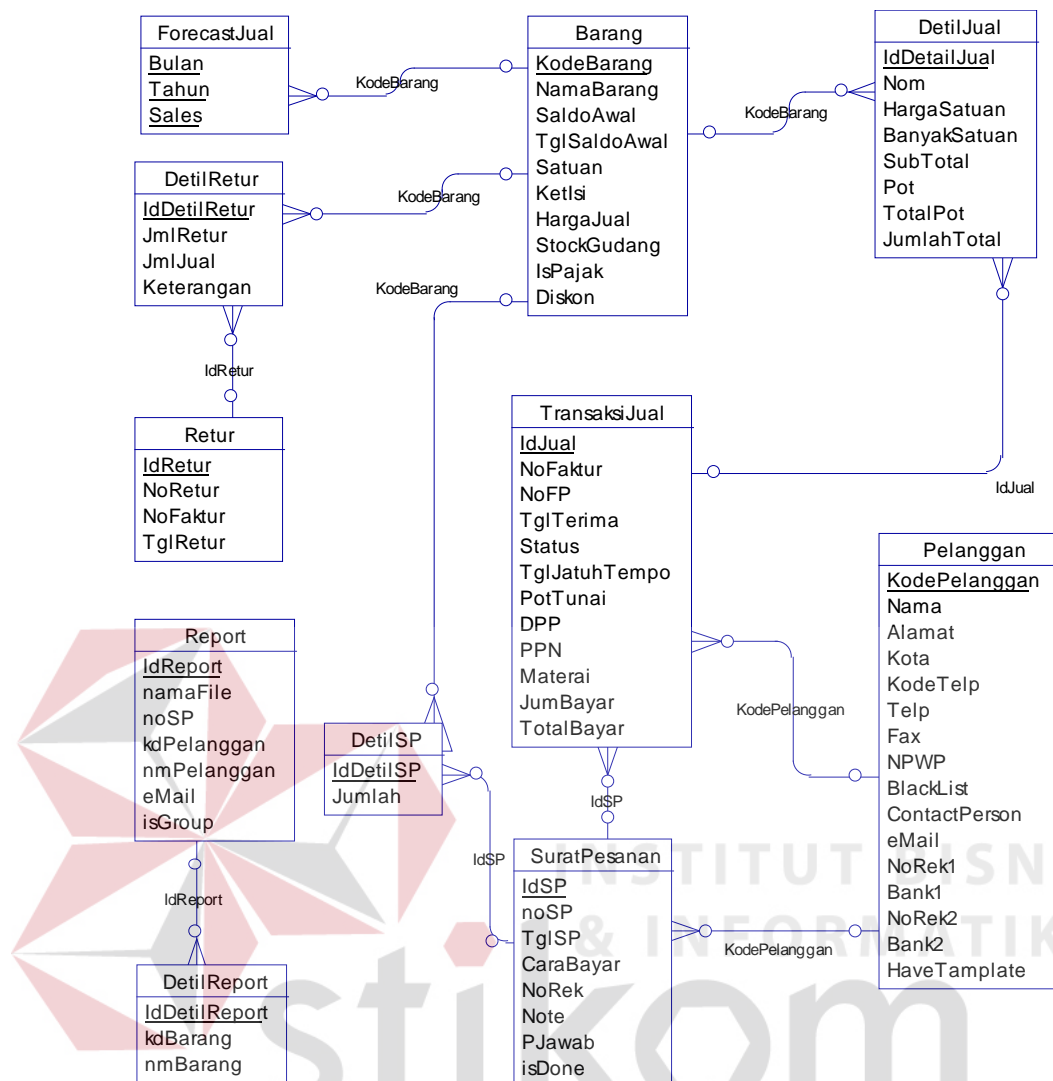 ForecastJual
Bulan
Tahun
Sales
KodeBarang
Barang
KodeBarang
NamaBarang
SaldoAwal
TglSaldoAwal
Satuan
KetIsi
HargaJual
StockGudang
IsPajak
Diskon
KodeBarang
DetilJual
IdDetailJual
Nom
HargaSatuan
BanyakSatuan
SubTotal
Pot
TotalPot
JumlahTotal
DetilRetur
IdDetilRetur
JmlRetur
JmlJual
Keterangan
KodeBarang
KodeBarang
IdRetur
Retur
IdRetur
NoRetur
NoFaktur
TglRetur
TransaksiJual
IdJual
NoFaktur
NoFP
TglTerima
Status
TglJatuhTempo
PotTunai
DPP
PPN
Materai
JumBayar
TotalBayar
IdJual
Pelanggan
KodePelanggan
Nama
Alamat
Kota
KodeTelp
Telp
Fax
NPWP
BlackList
ContactPerson
eMail
NoRek1
Bank1
NoRek2
Bank2
HaveTamplate
KodePelanggan
Report
IdReport
namaFile
noSP
kdPelanggan
nmPelanggan
eMail
isGroup
DetilSP
IdDetilSP
Jumlah
IdSP
IdSP
SuratPesanan
IdSP
noSP
TglSP
CaraBayar
NoRek
Note
PJawab
isDone
KodePelanggan
IdReport
DetilReport
IdDetilReport
kdBarang
nmBarang
INSTITUT BISN
& INFORMATIK
stikom